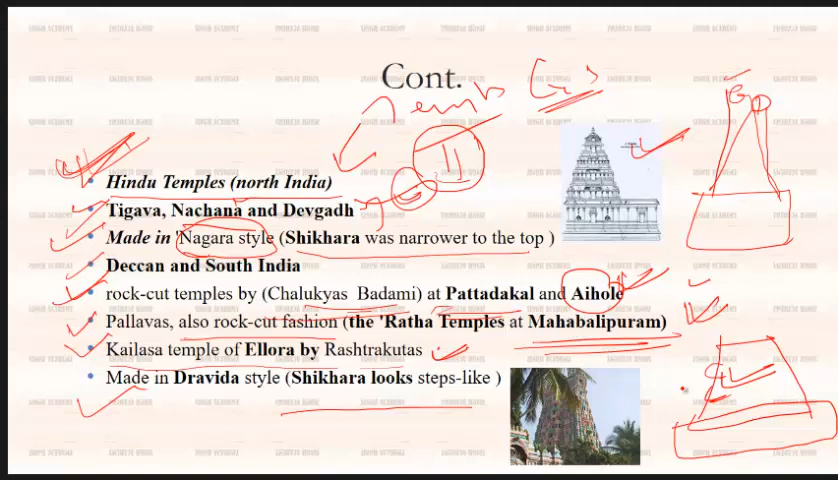 Cont.
Hindu Temples (north India)
Tigava, Nachana and Devgadh
Made in 'Nagara style (Shikhara was narrower to the top )
Deccan and South India
rock-cut temples by (Chalukyas Badami) at Pattadakal and Aihole
Pallavas, also rock-cut fashion (the 'Ratha Temples at Mahabalipuram)
Kailasa temple of Ellora by Rashtrakutas
Made in Dravida style (Shikhara looks steps-like )